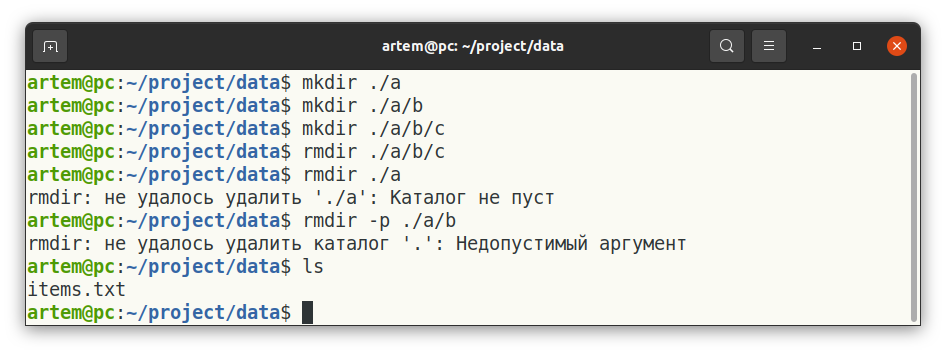 artem@pc: ~/project/data
artem@pc:~/project/data$ mkdir ./a
artem@pc:~/project/data$ mkdir ./a/b
artem@pc:~/project/data$ mkdir ./a/b/c
artem@pc:~/project/data$ rmdir ./a/b/c
artem@pc:~/project/data$ rmdir ./a
rmdir: не удалось удалить './a': Каталог не пуст
artem@pc:~/project/data$ rmdir -p ./a/b
rmdir: не удалось удалить каталог '.': Недопустимый аргумент
artem@pc:~/project/data$ ls
items.txt
artem@pc:~/project/data$